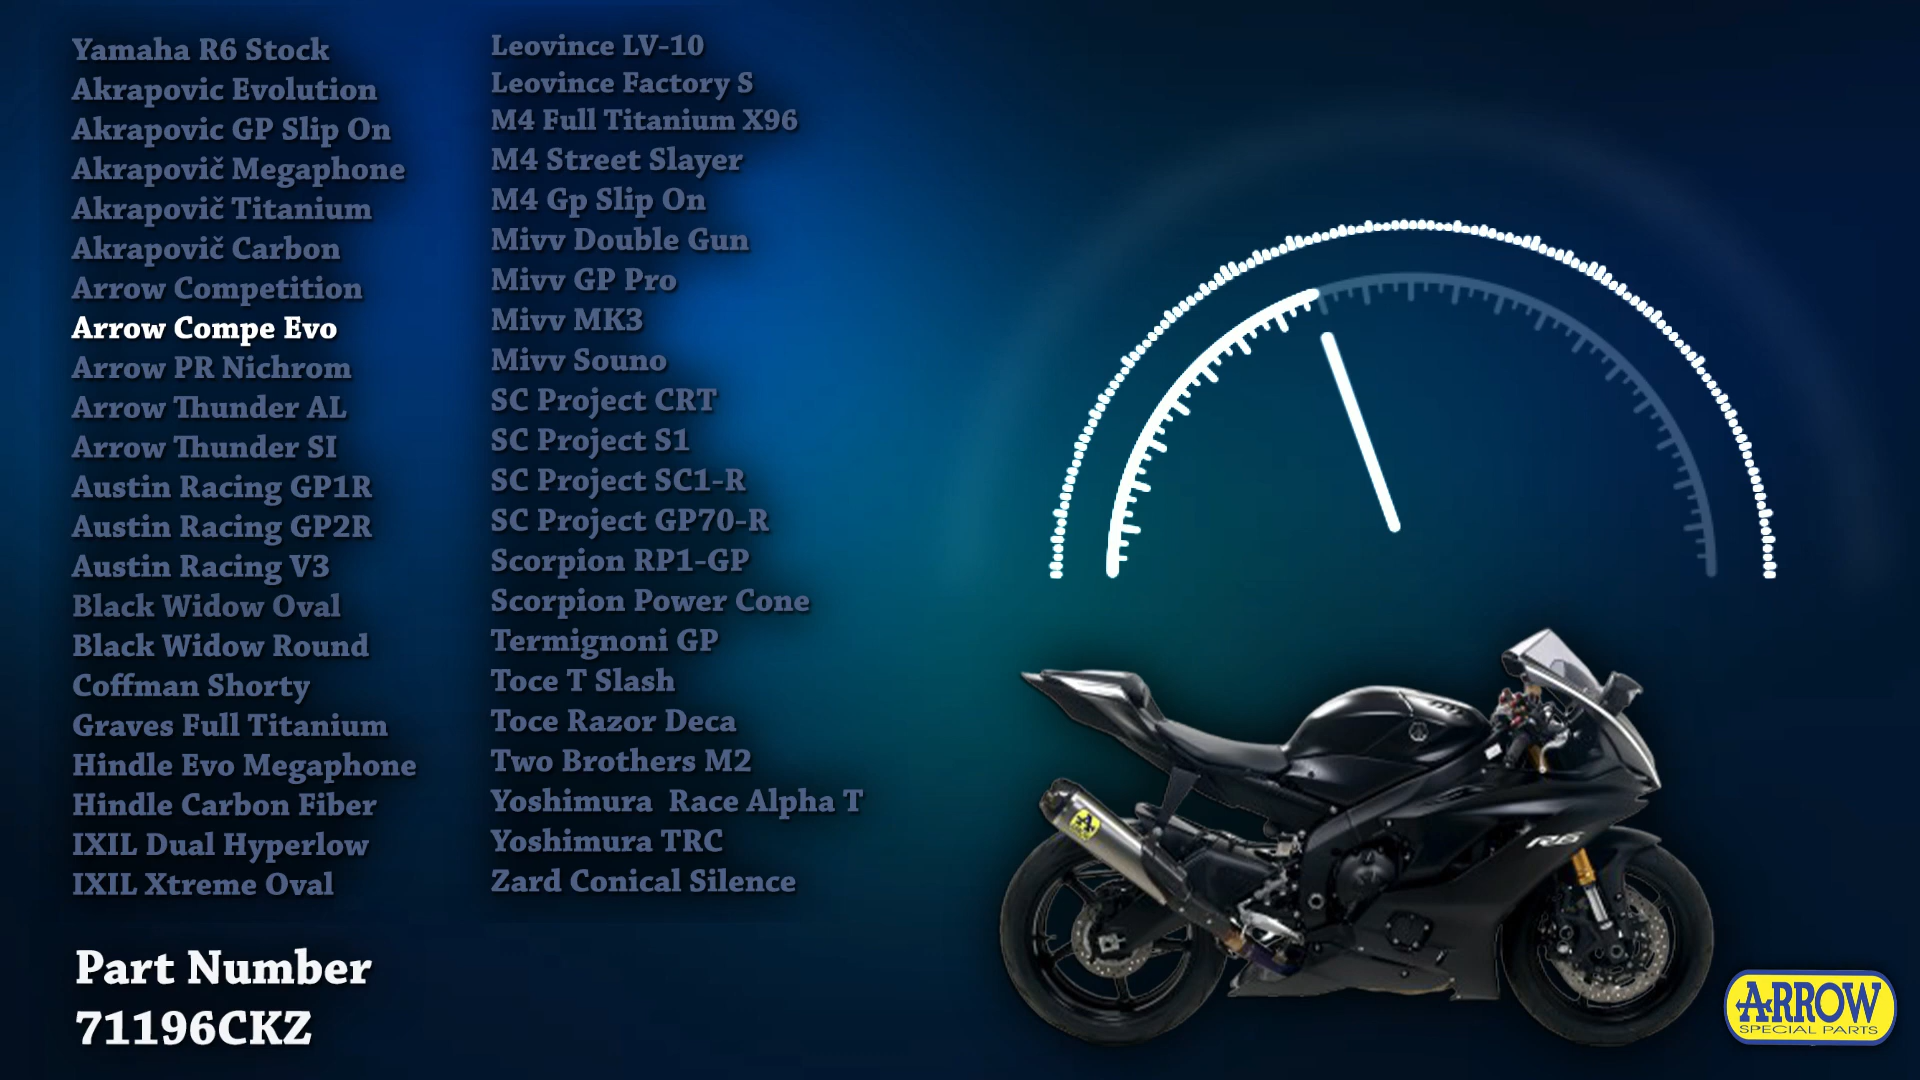 Yamaha R6 Stock
Akrapovic Evolution
Akrapovic GP Slip On
Akrapovič Megaphone
Akrapovič Titanium
Akrapovič Carbon
Arrow Competition
Arrow Compe Evo
Arrow PR Nichrom
Arrow Thunder AL
Arrow Thunder SI
Austin Racing GP1R
Austin Racing GP2R
Austin Racing V3
Black Widow Oval
Black Widow Round
Coffman Shorty
Graves Full Titanium
Hindle Evo Megaphone
Hindle Carbon Fiber
IXIL Dual Hyperlow
IXIL Xtreme Oval
Leovince LV-10
Leovince Factory S
M4 Full Titanium X96
M4 Street Slayer
M4 Gp Slip On
Mivv Double Gun
Mivv GP Pro
Mivv MK3
Mivv Souno
SC Project CRT
SC Project S1
SC Project SC1-R
SC Project GP70-R
Scorpion RP1-GP
Scorpion Power Cone
Termignoni GP
Toce T Slash
Toce Razor Deca
Two Brothers M2
Yoshimura  Race Alpha T
Yoshimura TRC
Zard Conical Silence
Part Number
71196CKZ
R6
ARROW
SPECIAL PARTS